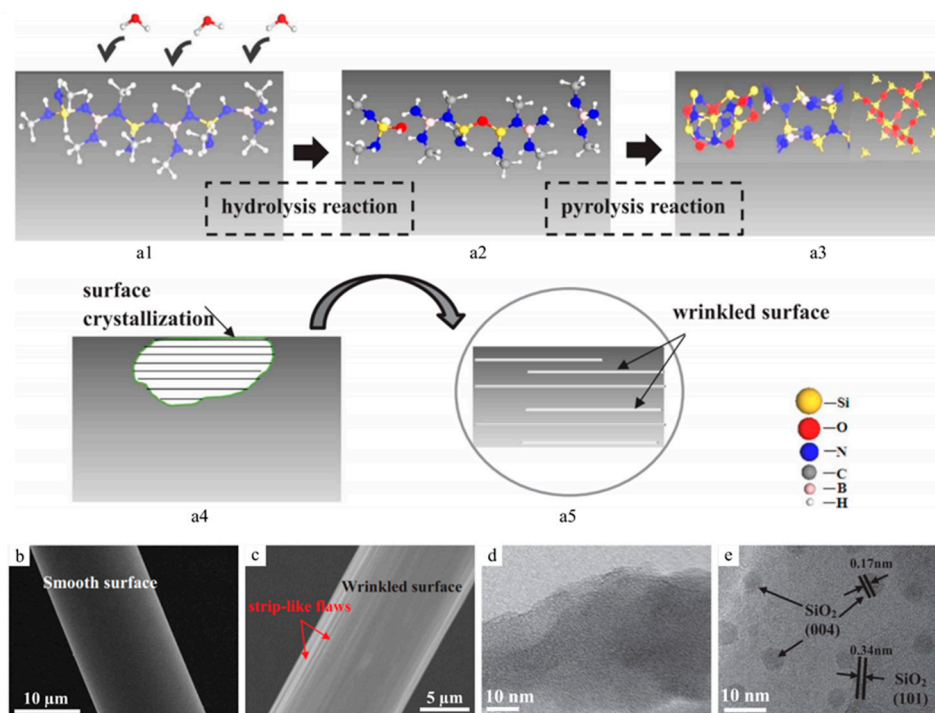 hydrolysis reaction
pyrolysis reaction
a1
a2
a3
surface
crystallization
wrinkled surface
a4
a5
Si
O
N
C
B
H
b
Smooth surface
10 μm
c
Wrinkled surface
strip-like flaws
5 μm
d
10 nm
e
0.17nm
SiO2
(004)
0.34nm
SiO2
(101)
10 nm